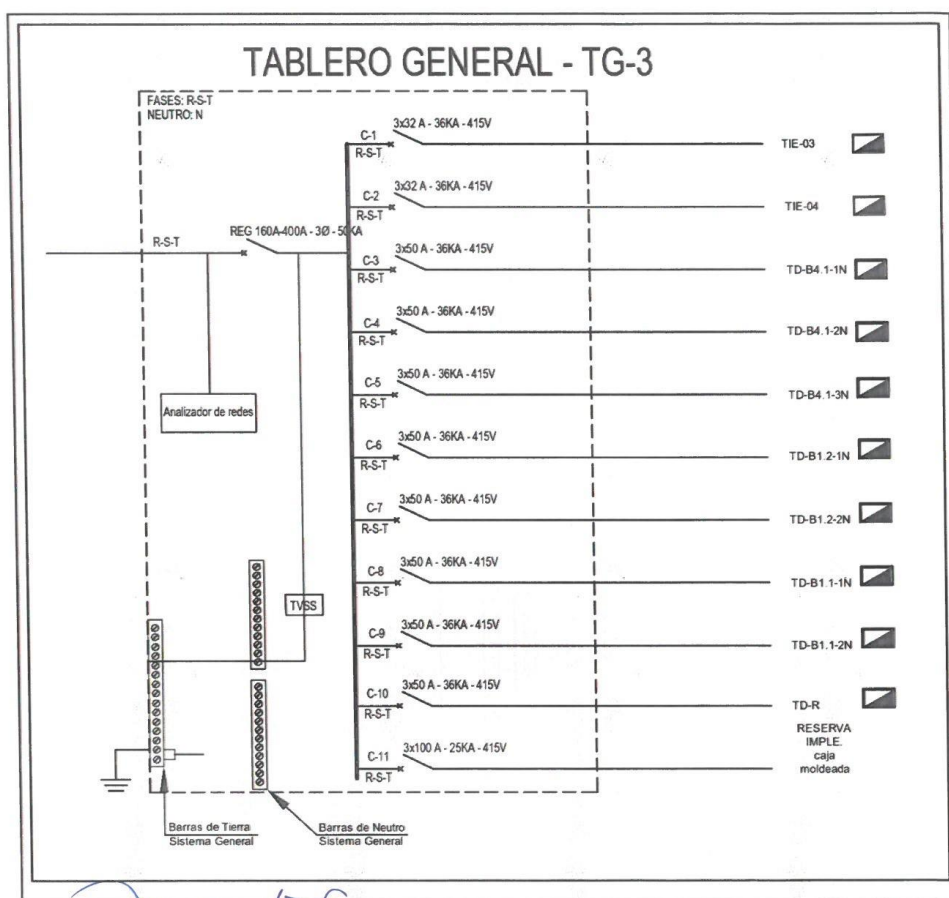 TABLERO GENERAL - TG-3
FASES: R-S-T
NEUTRO: N
R-S-T
REG 160A-400A - 3Ø - 50KA
Analizador de redes
TVSS
C-1
R-S-T
3x32 A - 36KA - 415V
TIE-03
C-2
R-S-T
3x32 A - 36KA - 415V
TIE-04
C-3
R-S-T
3x50 A - 36KA - 415V
TD-B4.1-1N
C-4
R-S-T
3x50 A - 36KA - 415V
TD-B4.1-2N
C-5
R-S-T
3x50 A - 36KA - 415V
TD-B4.1-3N
C-6
R-S-T
3x50 A - 36KA - 415V
TD-B1.2-1N
C-7
R-S-T
3x50 A - 36KA - 415V
TD-B1.2-2N
C-8
R-S-T
3x50 A - 36KA - 415V
TD-B1.1-1N
C-9
R-S-T
3x50 A - 36KA - 415V
TD-B1.1-2N
C-10
R-S-T
3x50 A - 36KA - 415V
TD-R
C-11
R-S-T
3x100 A - 25KA - 415V
RESERVA
IMPLE.
caja
moldeada
Barras de Tierra
Sistema General
Barras de Neutro
Sistema General